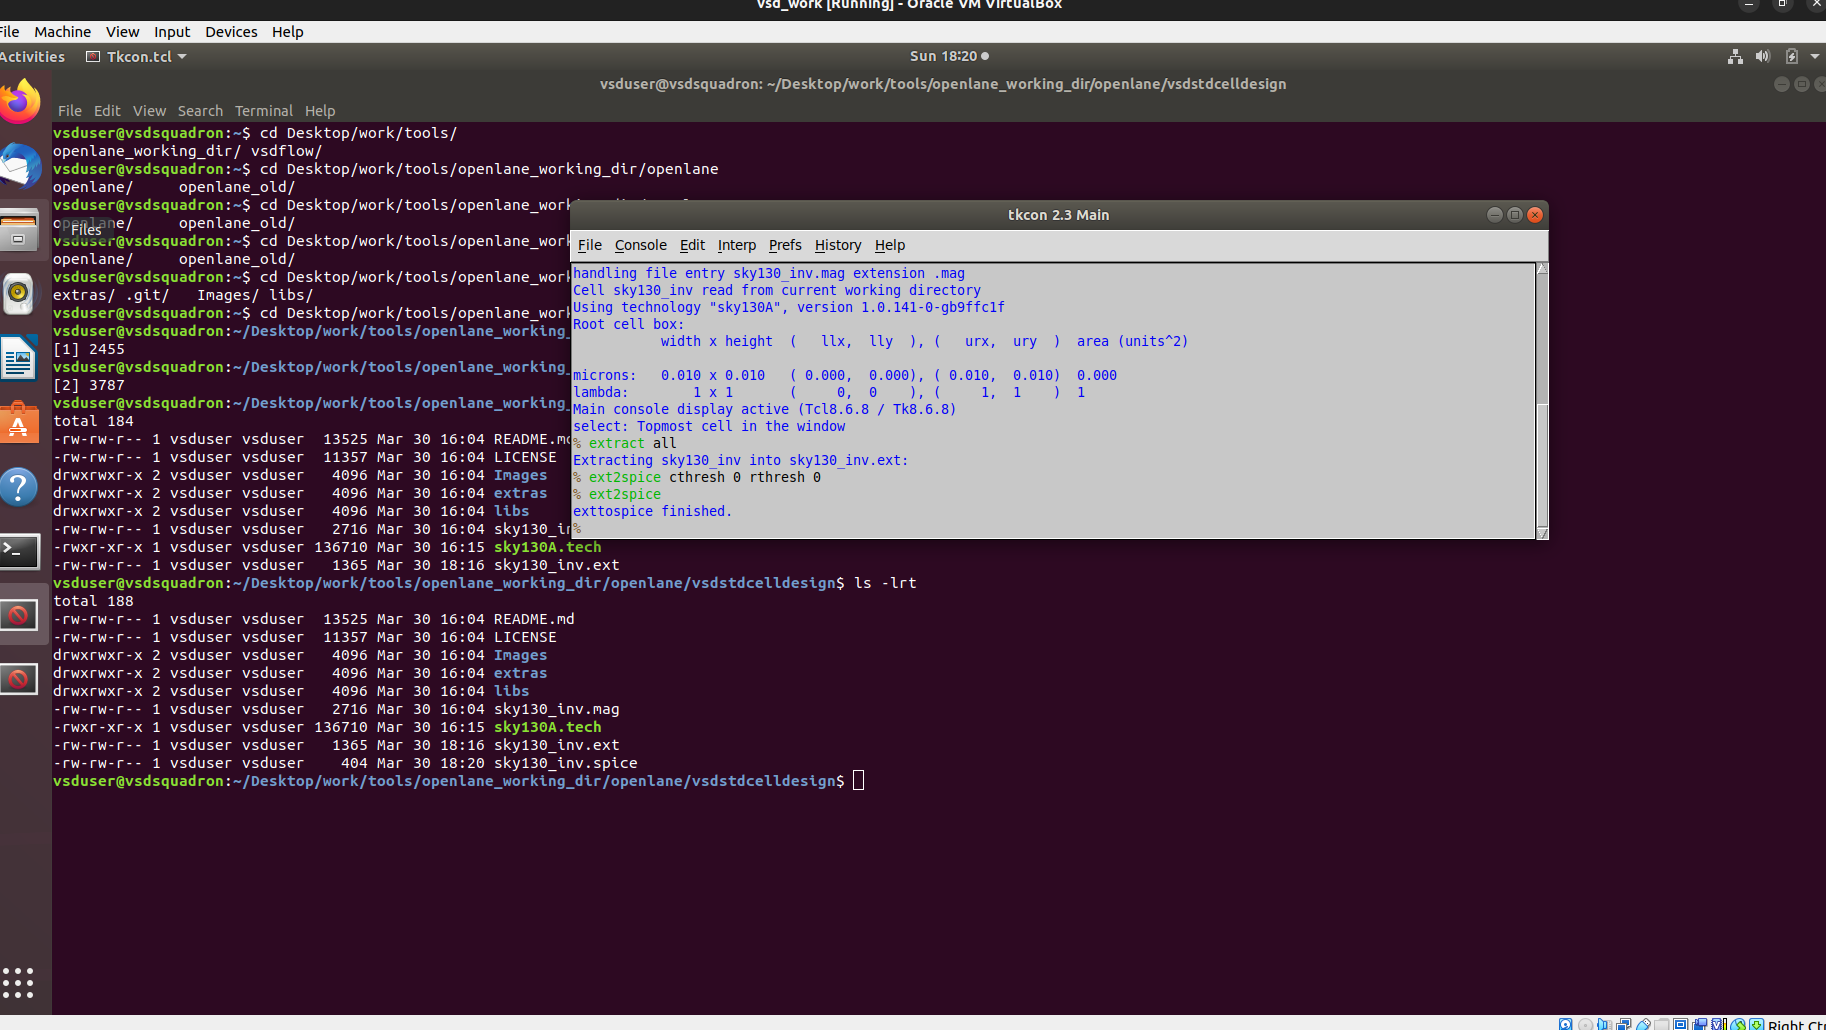 vsd_work [Running] - Oracle VM VirtualBox
File Machine View Input Devices Help
Activities Tkcon.tcl Sun 18:20
vsduser@vsdsquadron: ~/Desktop/work/tools/openlane_working_dir/openlane/vsdstdcelldesign
File Edit View Search Terminal Help
vsduser@vsdsquadron:~$ cd Desktop/work/tools/
openlane_working_dir/ vsdflow/
vsduser@vsdsquadron:~$ cd Desktop/work/tools/openlane_working_dir/openlane
openlane/     openlane_old/
vsduser@vsdsquadron:~$ cd Desktop/work/tools/openlane_wor
openlane/     openlane_old/
Files
vsduser@vsdsquadron:~$ cd Desktop/work/tools/openlane_wor
openlane/     openlane_old/
vsduser@vsdsquadron:~$ cd Desktop/work/tools/openlane_wor
extras/ .git/   Images/ libs/
vsduser@vsdsquadron:~$ cd Desktop/work/tools/openlane_wor
vsduser@vsdsquadron:~/Desktop/work/tools/openlane_working_
[1] 2455
vsduser@vsdsquadron:~/Desktop/work/tools/openlane_working_
[2] 3787
vsduser@vsdsquadron:~/Desktop/work/tools/openlane_working_
total 184
-rw-rw-r-- 1 vsduser vsduser  13525 Mar 30 16:04 README.m
-rw-rw-r-- 1 vsduser vsduser  11357 Mar 30 16:04 LICENSE
drwxrwxr-x 2 vsduser vsduser   4096 Mar 30 16:04 Images
drwxrwxr-x 2 vsduser vsduser   4096 Mar 30 16:04 extras
drwxrwxr-x 2 vsduser vsduser   4096 Mar 30 16:04 libs
-rw-rw-r-- 1 vsduser vsduser   2716 Mar 30 16:04 sky130_i
-rwxr-xr-x 1 vsduser vsduser 136710 Mar 30 16:15 sky130A.tech
-rw-rw-r-- 1 vsduser vsduser   1365 Mar 30 18:16 sky130_inv.ext
vsduser@vsdsquadron:~/Desktop/work/tools/openlane_working_dir/openlane/vsdstdcelldesign$ ls -lrt
total 188
-rw-rw-r-- 1 vsduser vsduser  13525 Mar 30 16:04 README.md
-rw-rw-r-- 1 vsduser vsduser  11357 Mar 30 16:04 LICENSE
drwxrwxr-x 2 vsduser vsduser   4096 Mar 30 16:04 Images
drwxrwxr-x 2 vsduser vsduser   4096 Mar 30 16:04 extras
drwxrwxr-x 2 vsduser vsduser   4096 Mar 30 16:04 libs
-rw-rw-r-- 1 vsduser vsduser   2716 Mar 30 16:04 sky130_inv.mag
-rwxr-xr-x 1 vsduser vsduser 136710 Mar 30 16:15 sky130A.tech
-rw-rw-r-- 1 vsduser vsduser   1365 Mar 30 18:16 sky130_inv.ext
-rw-rw-r-- 1 vsduser vsduser    404 Mar 30 18:20 sky130_inv.spice
vsduser@vsdsquadron:~/Desktop/work/tools/openlane_working_dir/openlane/vsdstdcelldesign$
tkcon 2.3 Main
File Console Edit Interp Prefs History Help
handling file entry sky130_inv.mag extension .mag
Cell sky130_inv read from current working directory
Using technology "sky130A", version 1.0.141-0-gb9ffc1f
Root cell box:
           width x height  (   llx,  lly  ), (   urx,  ury  )  area (units^2)
microns:   0.010 x 0.010   ( 0.000,  0.000), ( 0.010,  0.010)  0.000
lambda:        1 x 1       (     0,  0    ), (     1,  1    )  1
Main console display active (Tcl8.6.8 / Tk8.6.8)
select: Topmost cell in the window
% extract all
Extracting sky130_inv into sky130_inv.ext:
% ext2spice cthresh 0 rthresh 0
% ext2spice
exttospice finished.
%
Right Ctr